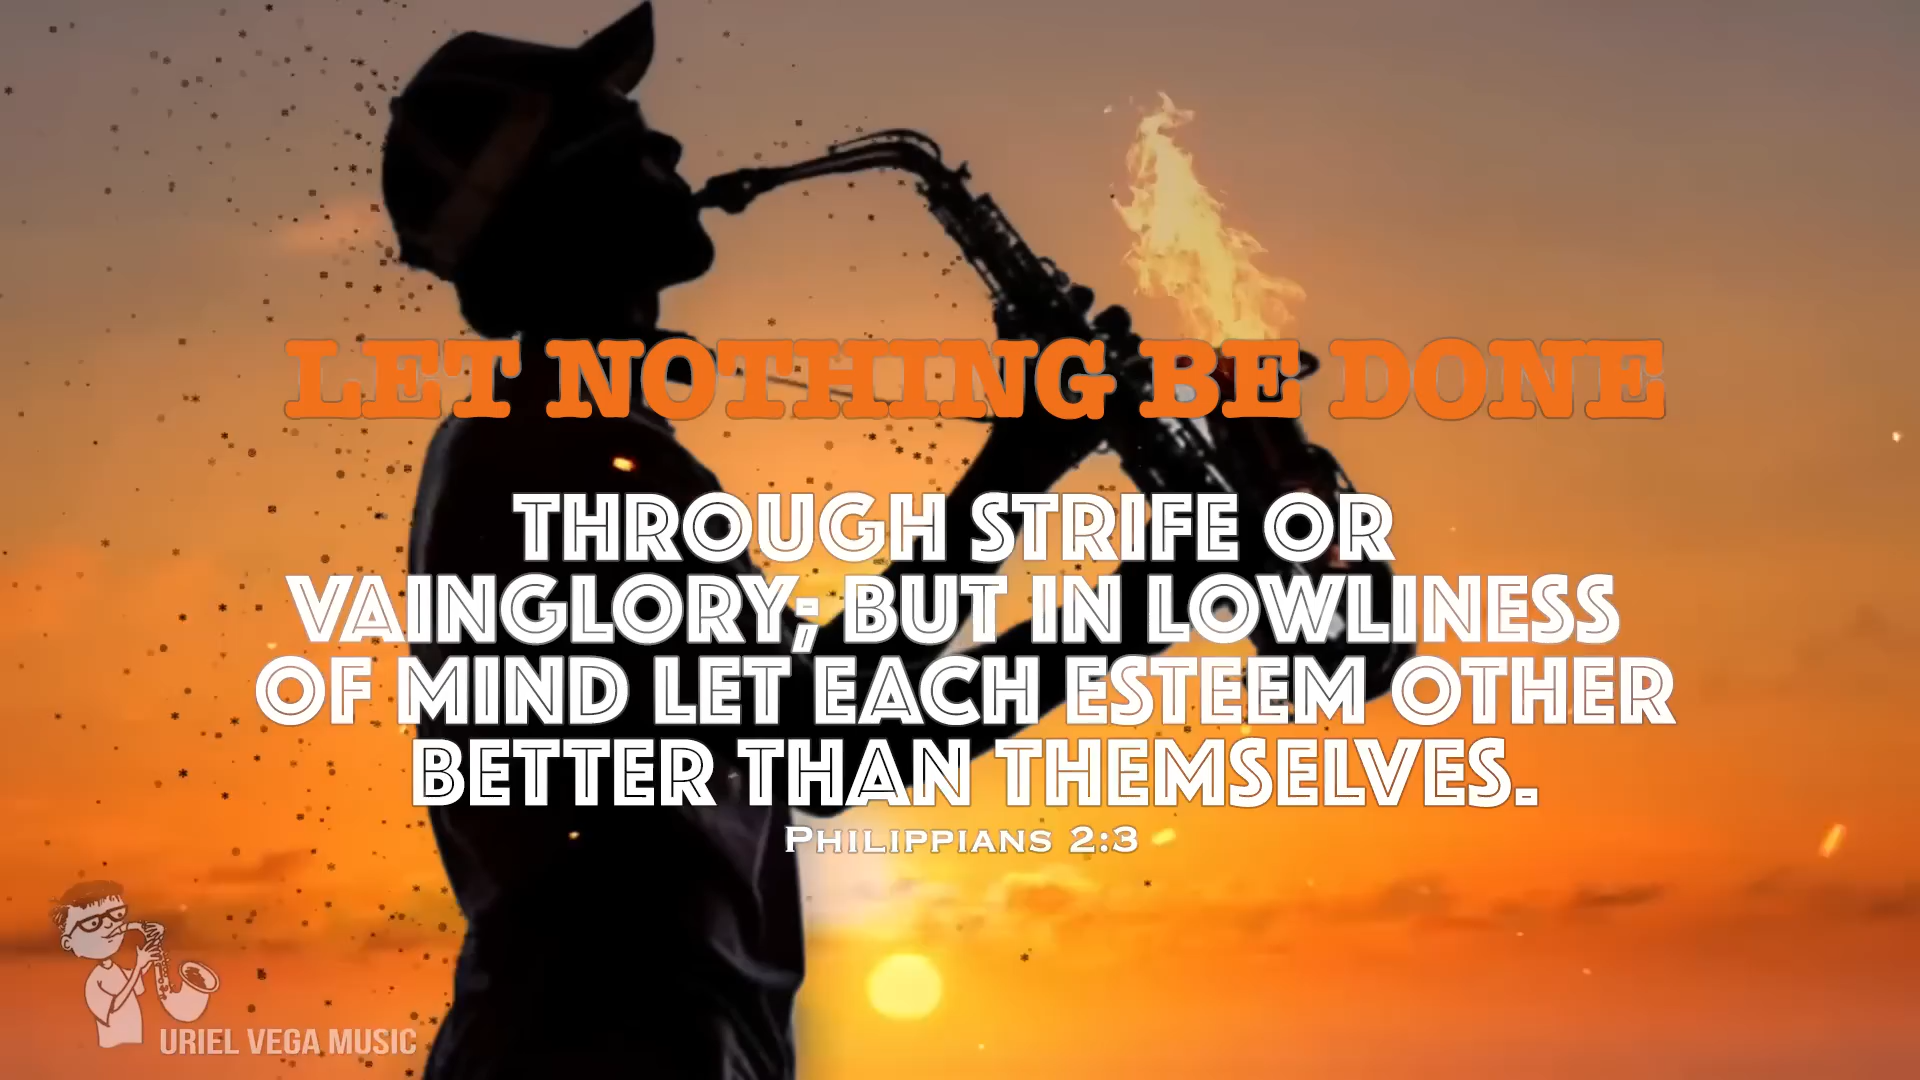 LET NOTHING BE DONE
THROUGH STRIFE OR
VAINGLORY; BUT IN LOWLINESS
OF MIND LET EACH ESTEEM OTHER
BETTER THAN THEMSELVES.
PHILIPPIANS 2:3
URIEL VEGA MUSIC